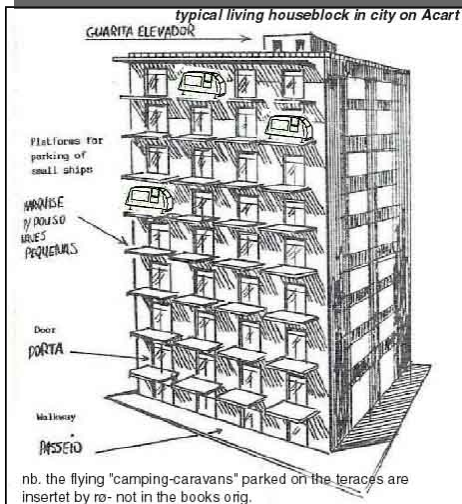 typical living houseblock in city on Acart
GUARITA ELEVADOR
Platforms for
parking of
small ships
MARQUISE
P/ POUSO
NAVES
PEQUENAS
Door
PORTA
Walkway
PASSEIO
nb. the flying "camping-caravans" parked on the teraces are
insertet by rø- not in the books orig.